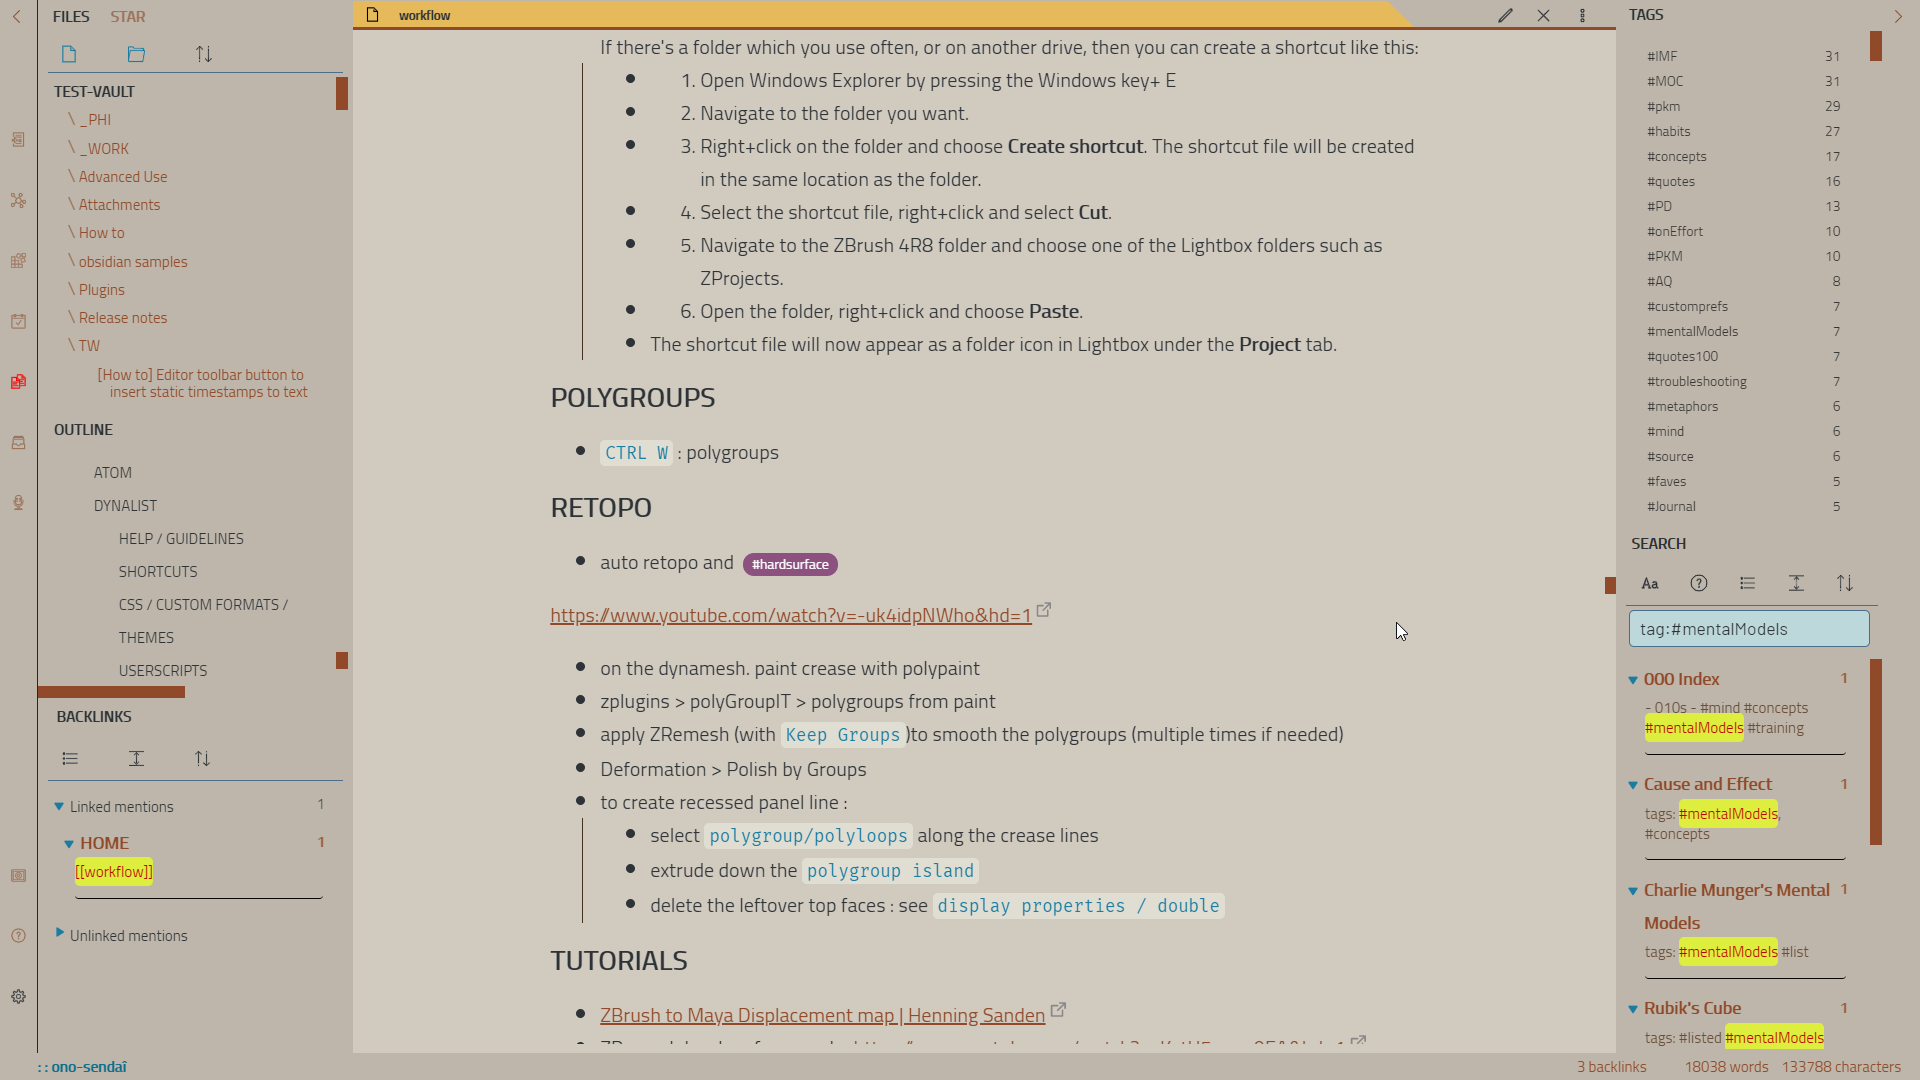 FILES STAR
TEST-VAULT
\ _PHI
\ _WORK
\ Advanced Use
\ Attachments
\ How to
\ obsidian samples
\ Plugins
\ Release notes
\ TW
[How to] Editor toolbar button to
insert static timestamps to text
OUTLINE
ATOM
DYNALIST
HELP / GUIDELINES
SHORTCUTS
CSS / CUSTOM FORMATS /
THEMES
USERSCRIPTS
BACKLINKS
Linked mentions 1
HOME 1
[[workflow]]
Unlinked mentions
workflow
If there's a folder which you use often, or on another drive, then you can create a shortcut like this:
1. Open Windows Explorer by pressing the Windows key+ E
2. Navigate to the folder you want.
3. Right+click on the folder and choose Create shortcut. The shortcut file will be created
in the same location as the folder.
4. Select the shortcut file, right+click and select Cut.
5. Navigate to the ZBrush 4R8 folder and choose one of the Lightbox folders such as
ZProjects.
6. Open the folder, right+click and choose Paste.
The shortcut file will now appear as a folder icon in Lightbox under the Project tab.
POLYGROUPS
CTRL W : polygroups
RETOPO
auto retopo and #hardsurface
https://www.youtube.com/watch?v=-uk4idpNWho&hd=1
on the dynamesh. paint crease with polypaint
zplugins > polyGroupIT > polygroups from paint
apply ZRemesh (with Keep Groups )to smooth the polygroups (multiple times if needed)
Deformation > Polish by Groups
to create recessed panel line :
select polygroup/polyloops along the crease lines
extrude down the polygroup island
delete the leftover top faces : see display properties / double
TUTORIALS
ZBrush to Maya Displacement map | Henning Sanden
TAGS
#IMF 31
#MOC 31
#pkm 29
#habits 27
#concepts 17
#quotes 16
#PD 13
#onEffort 10
#PKM 10
#AQ 8
#customprefs 7
#mentalModels 7
#quotes100 7
#troubleshooting 7
#metaphors 6
#mind 6
#source 6
#faves 5
#Journal 5
SEARCH
Aa
tag:#mentalModels
000 Index 1
- 010s - #mind #concepts
#mentalModels #training
Cause and Effect 1
tags: #mentalModels,
#concepts
Charlie Munger's Mental 1
Models
tags: #mentalModels #list
Rubik's Cube 1
tags: #listed #mentalModels
:: ono-sendaî
3 backlinks 18038 words 133788 characters